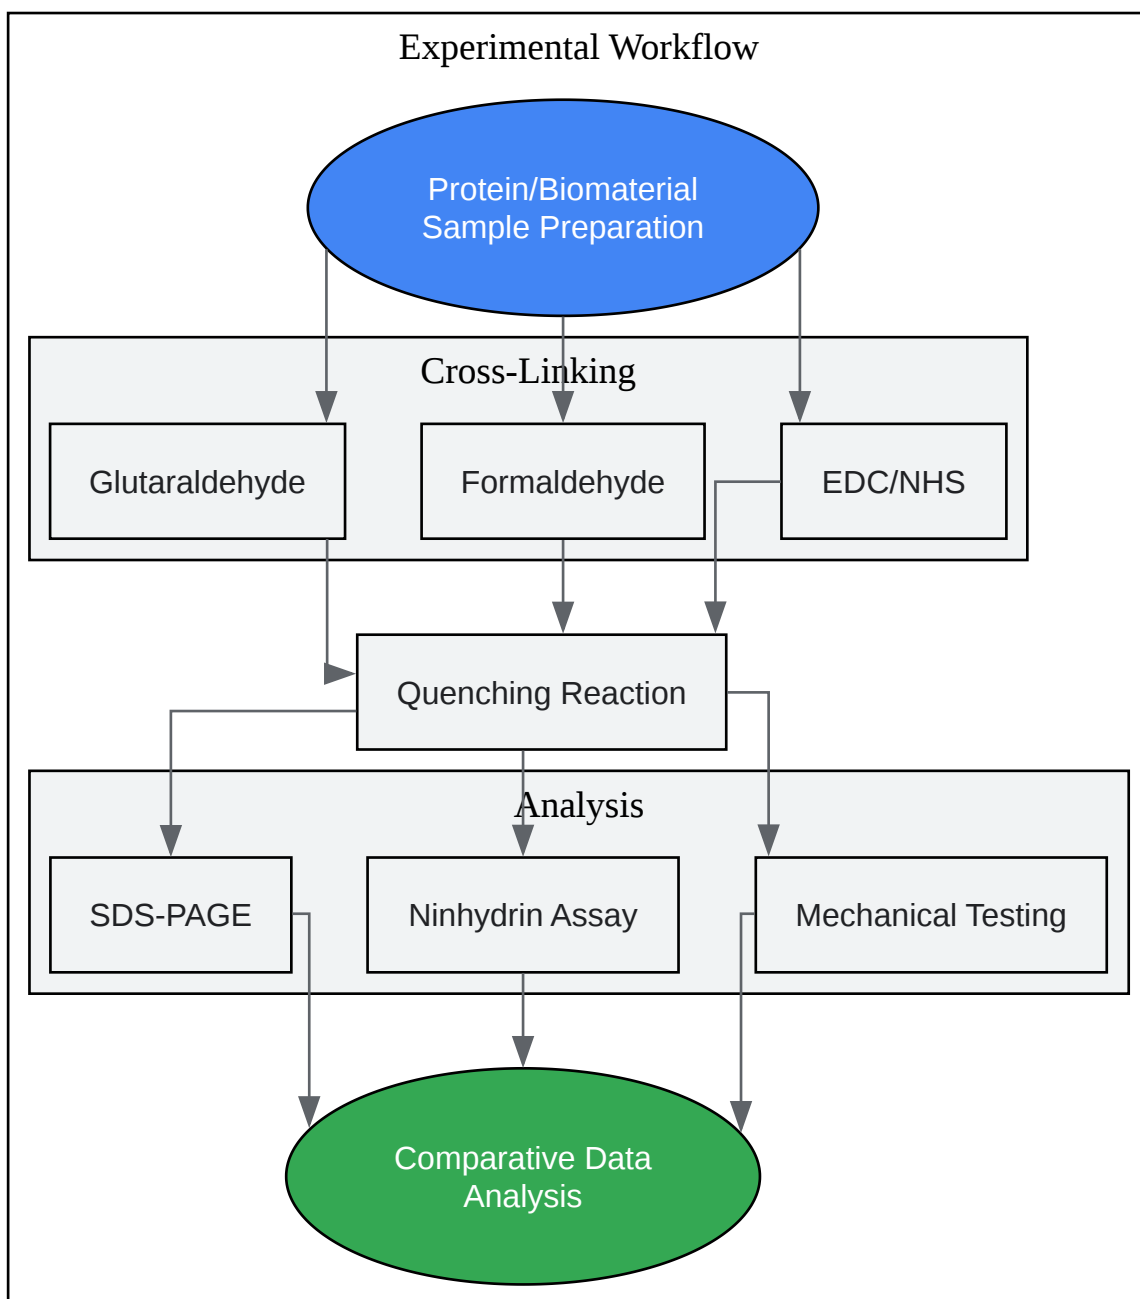 Experimental Workflow
Protein/Biomaterial
Sample Preparation
Cross-Linking
Glutaraldehyde
Formaldehyde
EDC/NHS
Quenching Reaction
Analysis
SDS-PAGE
Ninhydrin Assay
Mechanical Testing
Comparative Data
Analysis